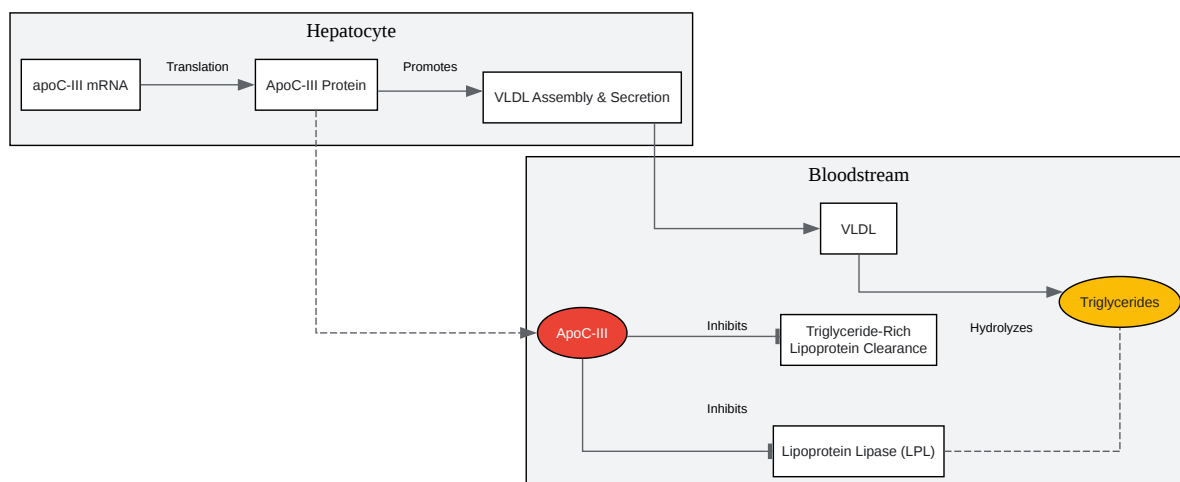 Hepatocyte
apoC-III mRNA
Translation
ApoC-III Protein
Promotes
VLDL Assembly & Secretion
Bloodstream
VLDL
Triglycerides
ApoC-III
Inhibits
Triglyceride-Rich
Lipoprotein Clearance
Hydrolyzes
Inhibits
Lipoprotein Lipase (LPL)